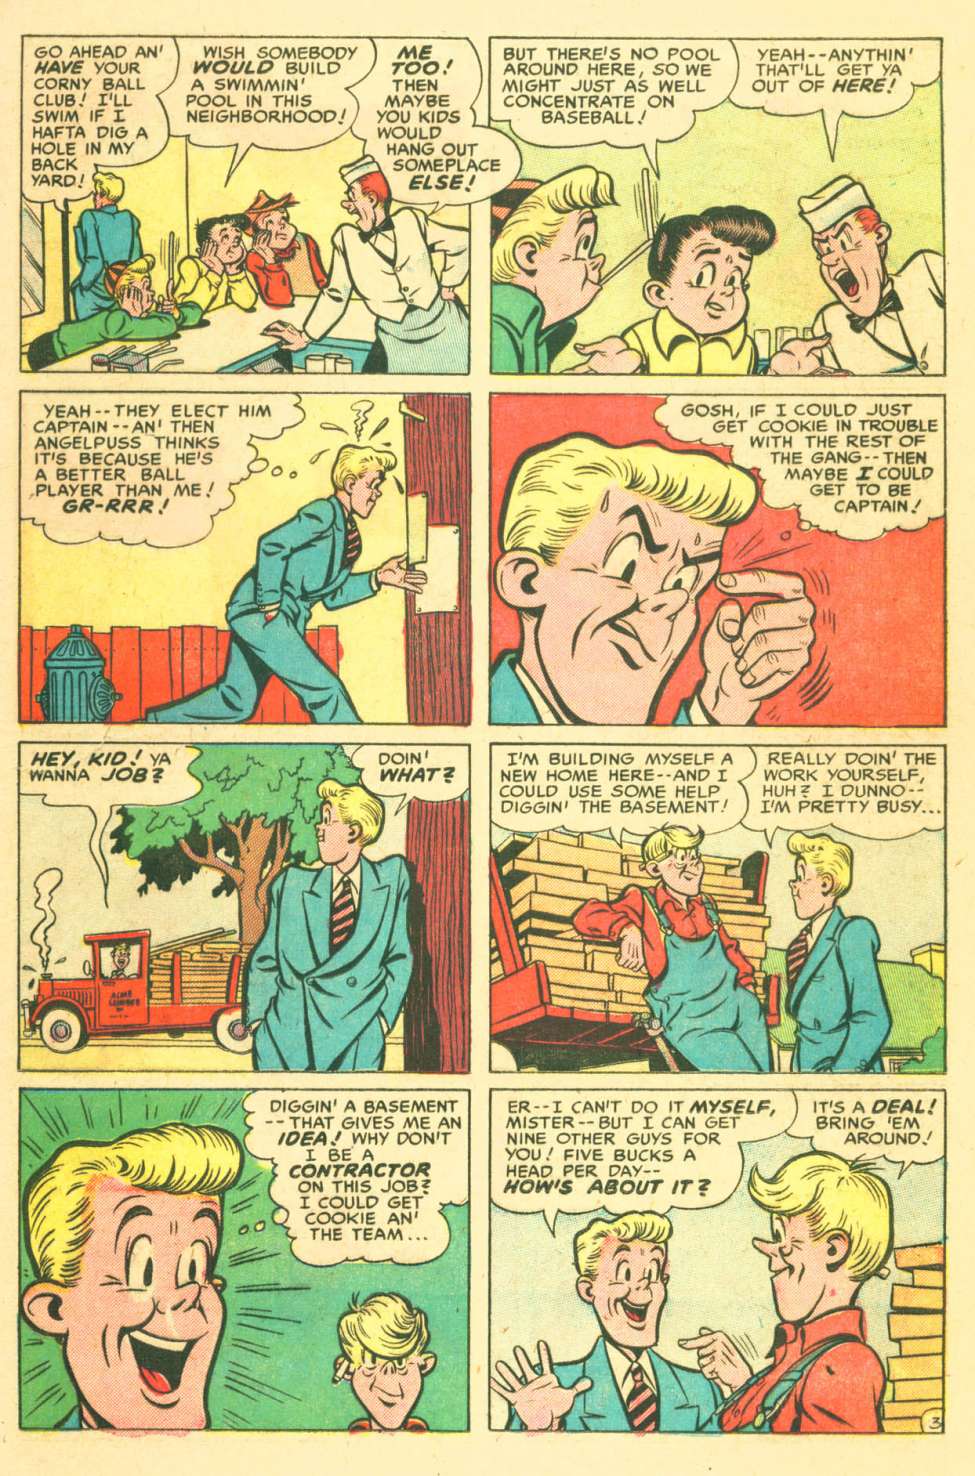 GO AHEAD AN'
HAVE YOUR
CORNY BALL
CLUB! I'LL
SWIM IF I
HAFTA DIG A
HOLE IN MY
BACK
YARD!
WISH SOMEBODY
WOULD BUILD
A SWIMMIN'
POOL IN THIS
NEIGHBORHOOD!
ME
TOO!
THEN
MAYBE
YOU KIDS
WOULD
HANG OUT
SOMEPLACE
ELSE!
BUT THERE'S NO POOL
AROUND HERE, SO WE
MIGHT JUST AS WELL
CONCENTRATE ON
BASEBALL!
YEAH--ANYTHIN'
THAT'LL GET YA
OUT OF HERE!
YEAH--THEY ELECT HIM
CAPTAIN--AN' THEN
ANGELPUSS THINKS
IT'S BECAUSE HE'S
A BETTER BALL
PLAYER THAN ME!
GR-RRR!
GOSH, IF I COULD JUST
GET COOKIE IN TROUBLE
WITH THE REST OF
THE GANG--THEN
MAYBE I COULD
GET TO BE
CAPTAIN!
HEY, KID! YA
WANNA JOB?
DOIN'
WHAT?
ACME
LUMBER
I'M BUILDING MYSELF A
NEW HOME HERE--AND I
COULD USE SOME HELP
DIGGIN' THE BASEMENT!
REALLY DOIN' THE
WORK YOURSELF,
HUH? I DUNNO--
I'M PRETTY BUSY...
DIGGIN' A BASEMENT
--THAT GIVES ME AN
IDEA! WHY DON'T
I BE A
CONTRACTOR
ON THIS JOB?
I COULD GET
COOKIE AN'
THE TEAM...
ER--I CAN'T DO IT MYSELF,
MISTER--BUT I CAN GET
NINE OTHER GUYS FOR
YOU! FIVE BUCKS A
HEAD PER DAY--
HOW'S ABOUT IT?
IT'S A DEAL!
BRING 'EM
AROUND!
3